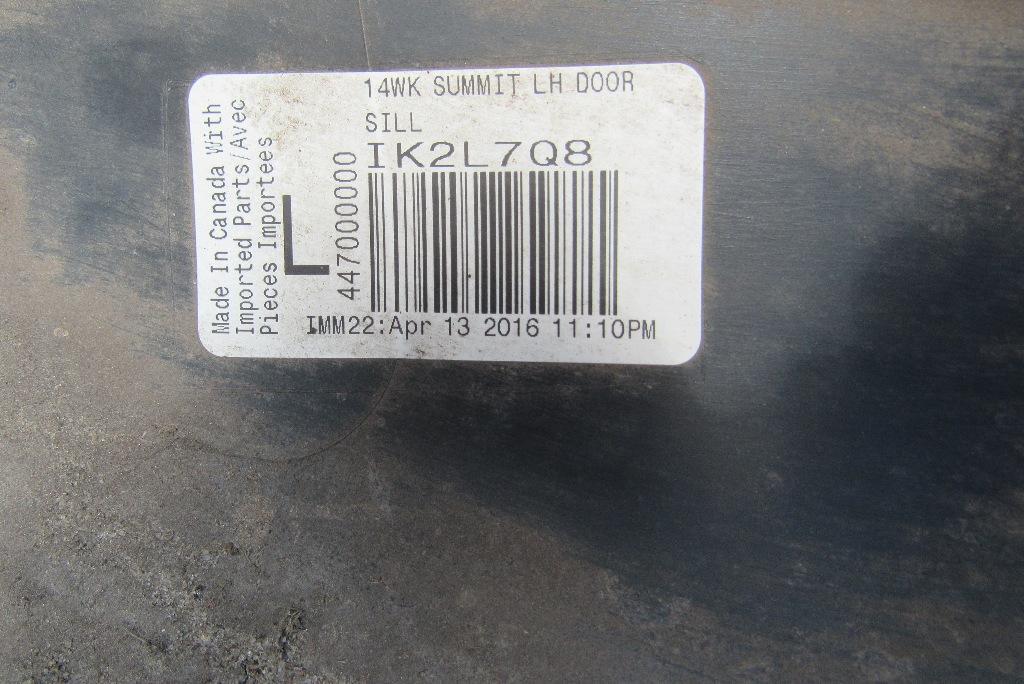 14WK SUMMIT LH DOOR
SILL
IK2L7Q8
Made In Canada With
Imported Parts/Avec
Pieces Importees
L
447000000
IMM22:Apr 13 2016 11:10PM